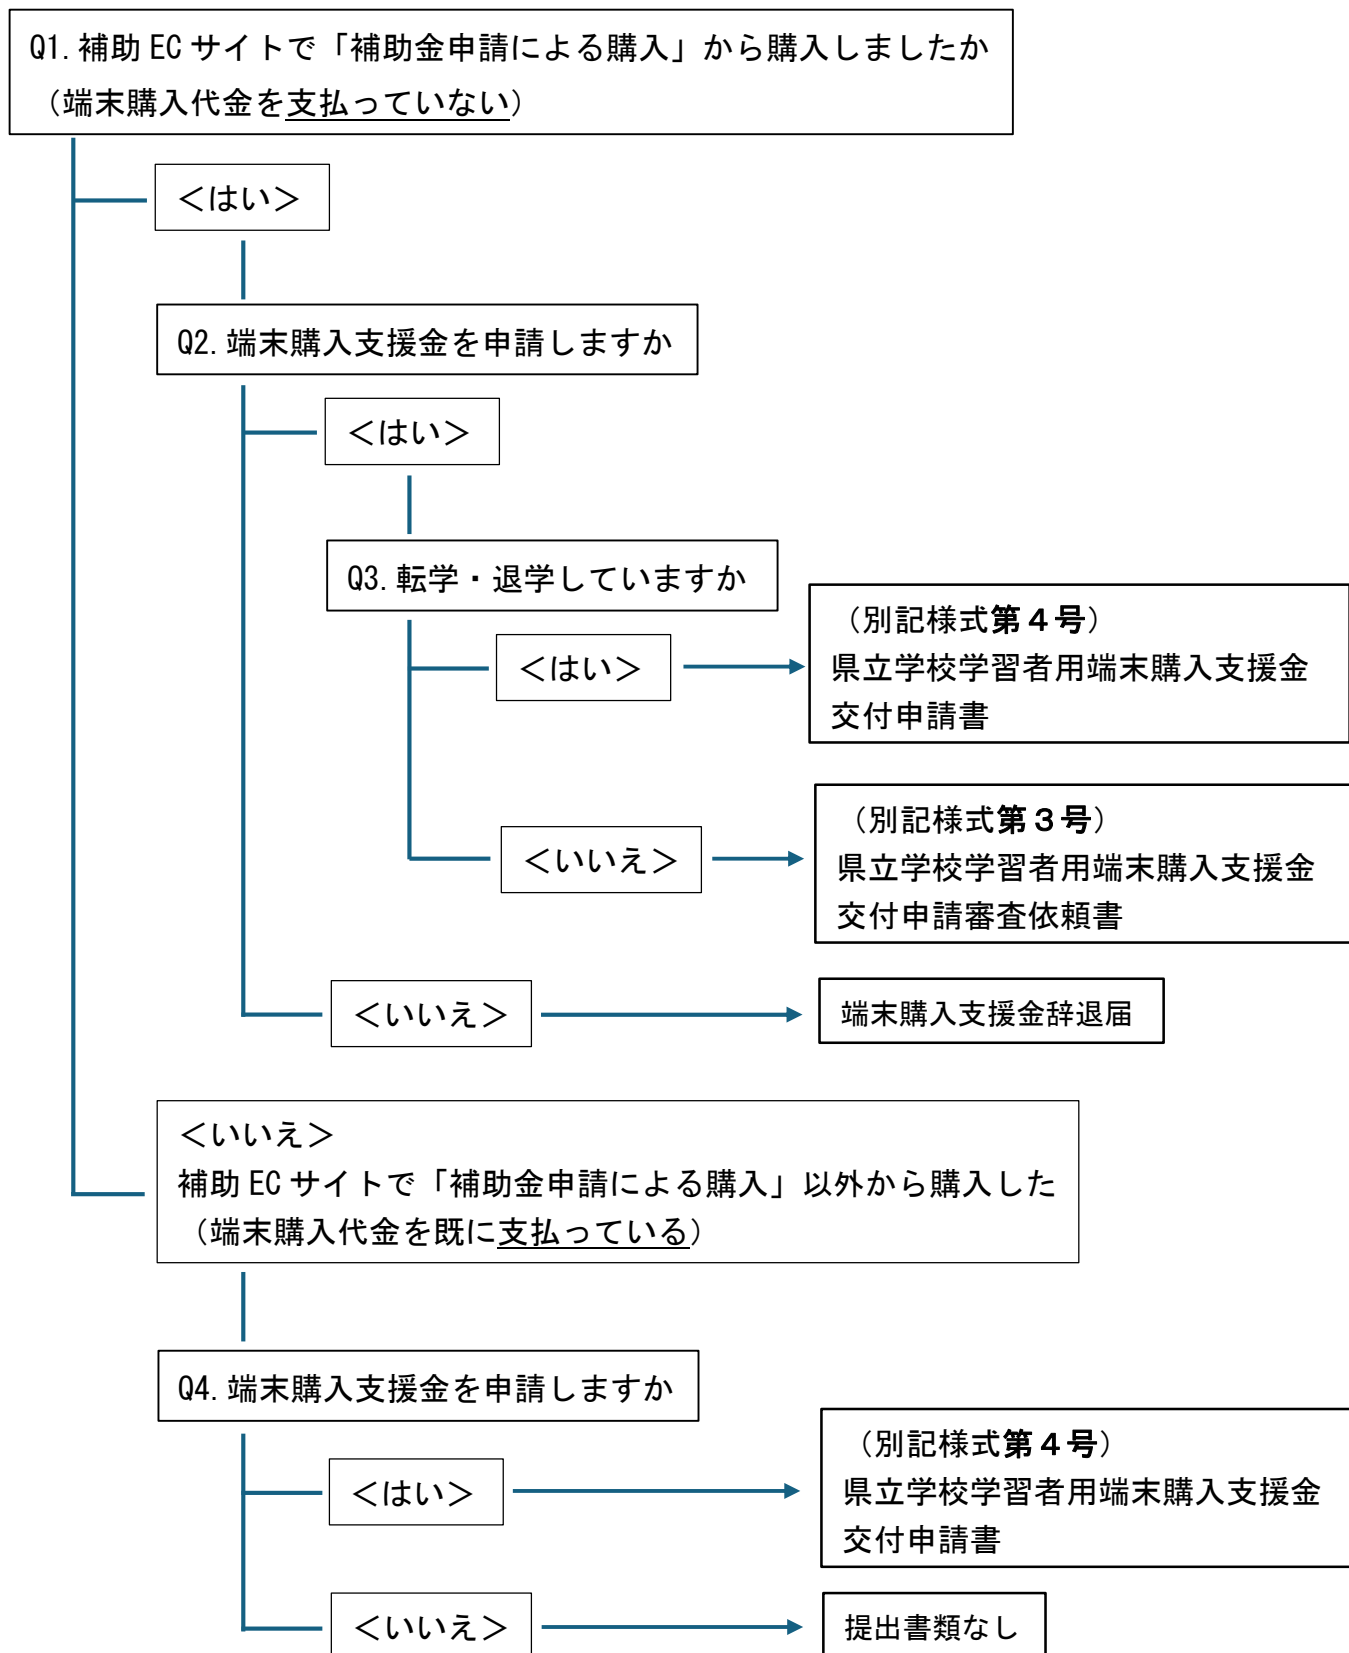 Q1.補助ECサイトで「補助金申請による購入」から購入しましたか
（端末購入代金を支払っていない）
＜はい＞
Q2.端末購入支援金を申請しますか
＜はい＞
Q3.転学・退学していますか
＜はい＞
（別記様式第４号）
県立学校学習者用端末購入支援金
交付申請書
＜いいえ＞
（別記様式第３号）
県立学校学習者用端末購入支援金
交付申請審査依頼書
＜いいえ＞
端末購入支援金辞退届
＜いいえ＞
補助ECサイトで「補助金申請による購入」以外から購入した
（端末購入代金を既に支払っている）
Q4.端末購入支援金を申請しますか
＜はい＞
（別記様式第４号）
県立学校学習者用端末購入支援金
交付申請書
＜いいえ＞
提出書類なし